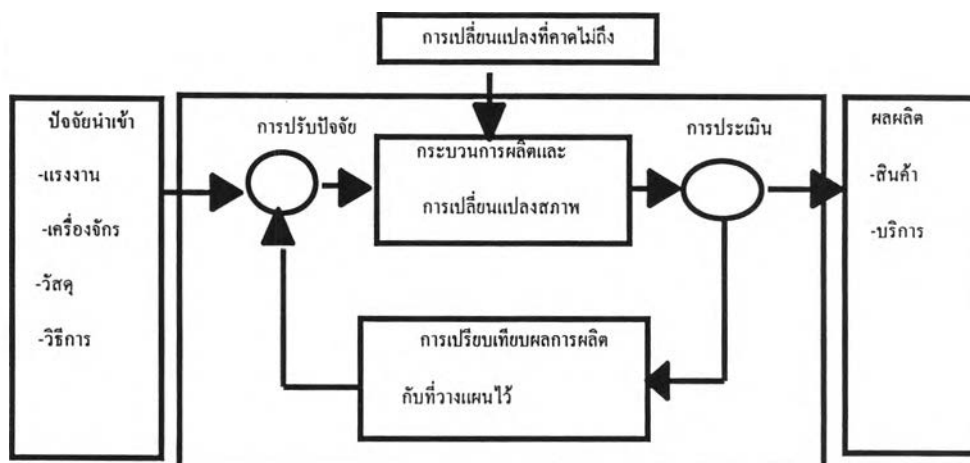 การเปลี่ยนแปลงที่คาดไม่ถึง
ปัจจัยนำเข้า
-แรงงาน
-เครื่องจักร
-วัสดุ
-วิธีการ
การปรับปัจจัย
กระบวนการผลิตและ
การเปลี่ยนแปลงสภาพ
การประเมิน
การเปรียบเทียบผลการผลิต
กับที่วางแผนไว้
ผลผลิต
-สินค้า
-บริการ